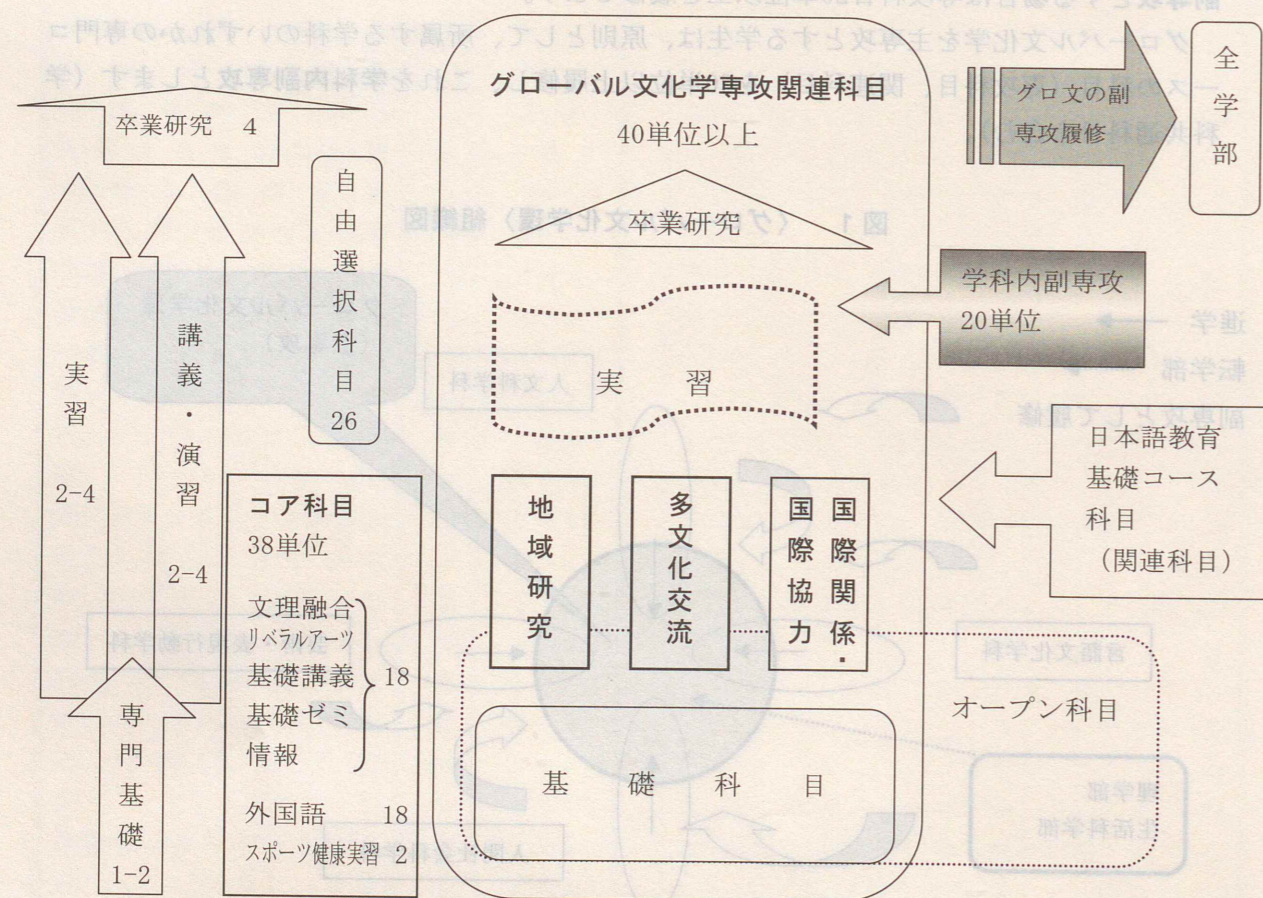 卒業研究 4
実習
2-4
講義・演習
2-4
専門基礎
1-2
自由選択科目 26
コア科目
38単位
文理融合
リベラルアーツ
基礎講義
基礎ゼミ
情報
18
外国語 18
スポーツ健康実習 2
グローバル文化学専攻関連科目
40単位以上
卒業研究
実習
地域研究
多文化交流
国際関係・
国際協力
基礎科目
オープン科目
グロ文の副
専攻履修
全学部
学科内副専攻
20単位
日本語教育
基礎コース
科目
(関連科目)